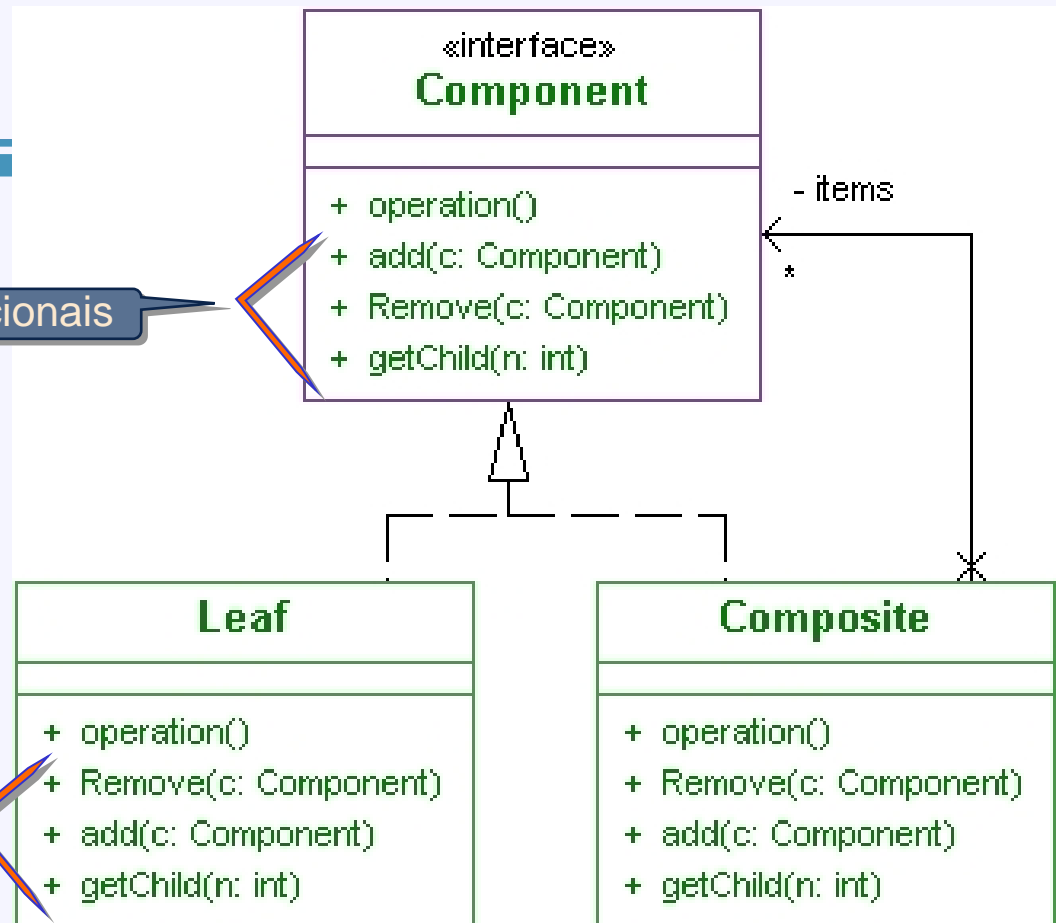 «interface»
Component
+ operation()
+ add(c: Component)
+ Remove(c: Component)
+ getChild(n: int)
- items
*
cionais
Leaf
+ operation()
+ Remove(c: Component)
+ add(c: Component)
+ getChild(n: int)
Composite
+ operation()
+ Remove(c: Component)
+ add(c: Component)
+ getChild(n: int)